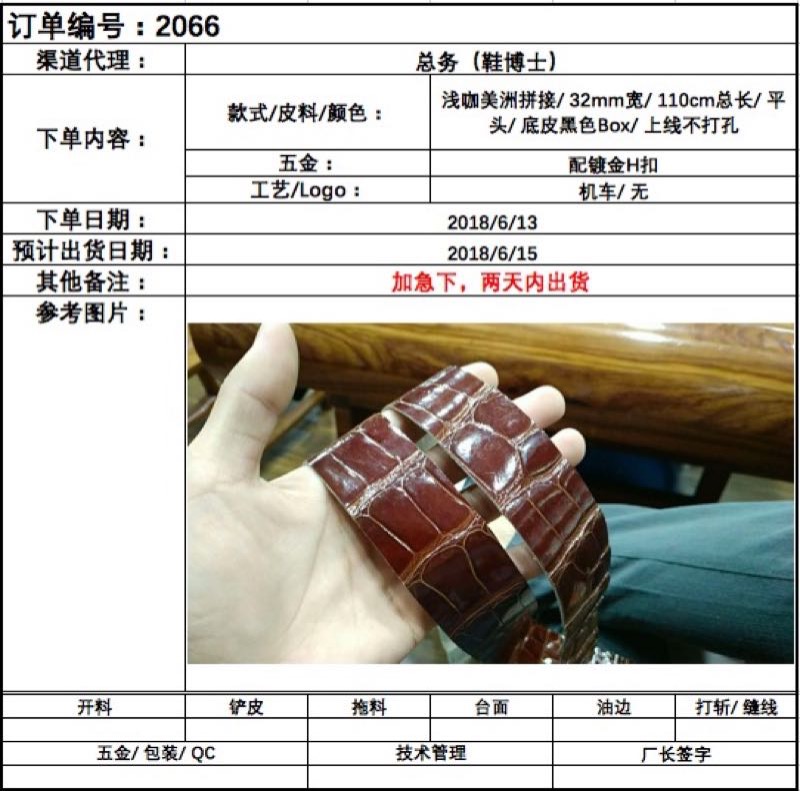 订单编号：2066
渠道代理： 总务（鞋博士）
下单内容： 款式/皮料/颜色： 浅咖美洲拼接/ 32mm宽/ 110cm总长/ 平
头/ 底皮黑色Box/ 上线不打孔
五金： 配镀金H扣
工艺/Logo： 机车/ 无
下单日期： 2018/6/13
预计出货日期： 2018/6/15
其他备注： 加急下，两天内出货
参考图片：
开料 铲皮 拖料 台面 油边 打斩/ 缝线
五金/ 包装/ QC 技术管理 厂长签字